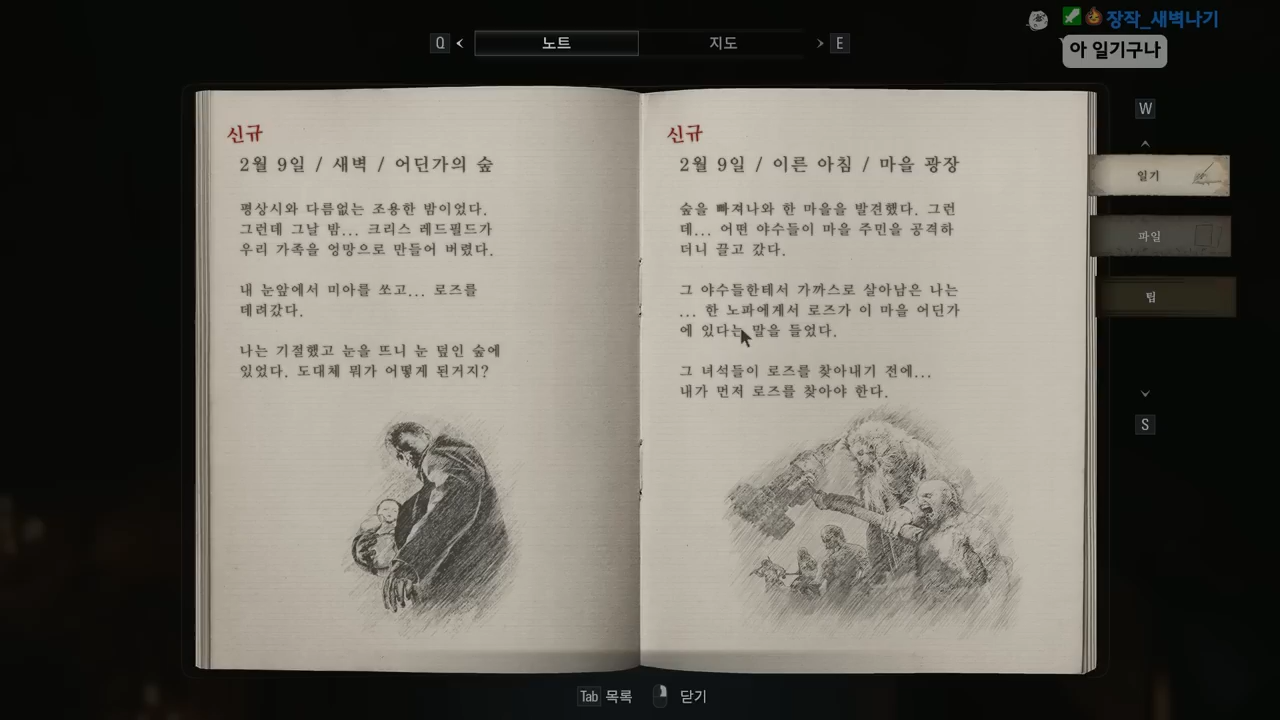 장작_새벽나기
아 일기구나
Q < 노트 지도 > E
신규
2월 9일 / 새벽 / 어딘가의 숲
평상시와 다름없는 조용한 밤이었다.
그런데 그날 밤... 크리스 레드필드가
우리 가족을 엉망으로 만들어 버렸다.
내 눈앞에서 미아를 쏘고... 로즈를
데려갔다.
나는 기절했고 눈을 뜨니 눈 덮인 숲에
있었다. 도대체 뭐가 어떻게 된거지?
신규
2월 9일 / 이른 아침 / 마을 광장
숲을 빠져나와 한 마을을 발견했다. 그런
데... 어떤 야수들이 마을 주민을 공격하
더니 끌고 갔다.
그 야수들한테서 가까스로 살아남은 나는
... 한 노파에게서 로즈가 이 마을 어딘가
에 있다는 말을 들었다.
그 녀석들이 로즈를 찾아내기 전에...
내가 먼저 로즈를 찾아야 한다.
W
일기
파일
팁
S
Tab 목록 닫기